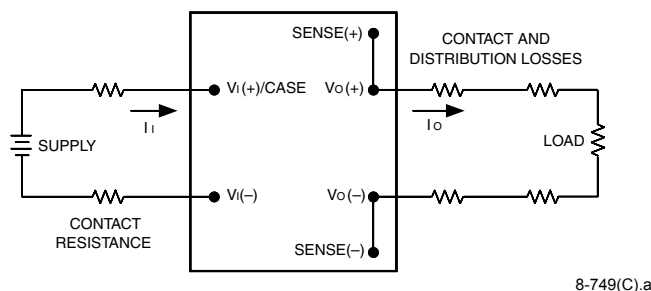 SENSE(+)
CONTACT AND
DISTRIBUTION LOSSES
VI(+)/CASE
VO(+)
II
IO
SUPPLY
LOAD
VI(–)
VO(–)
CONTACT
RESISTANCE
SENSE(–)
8-749(C).a